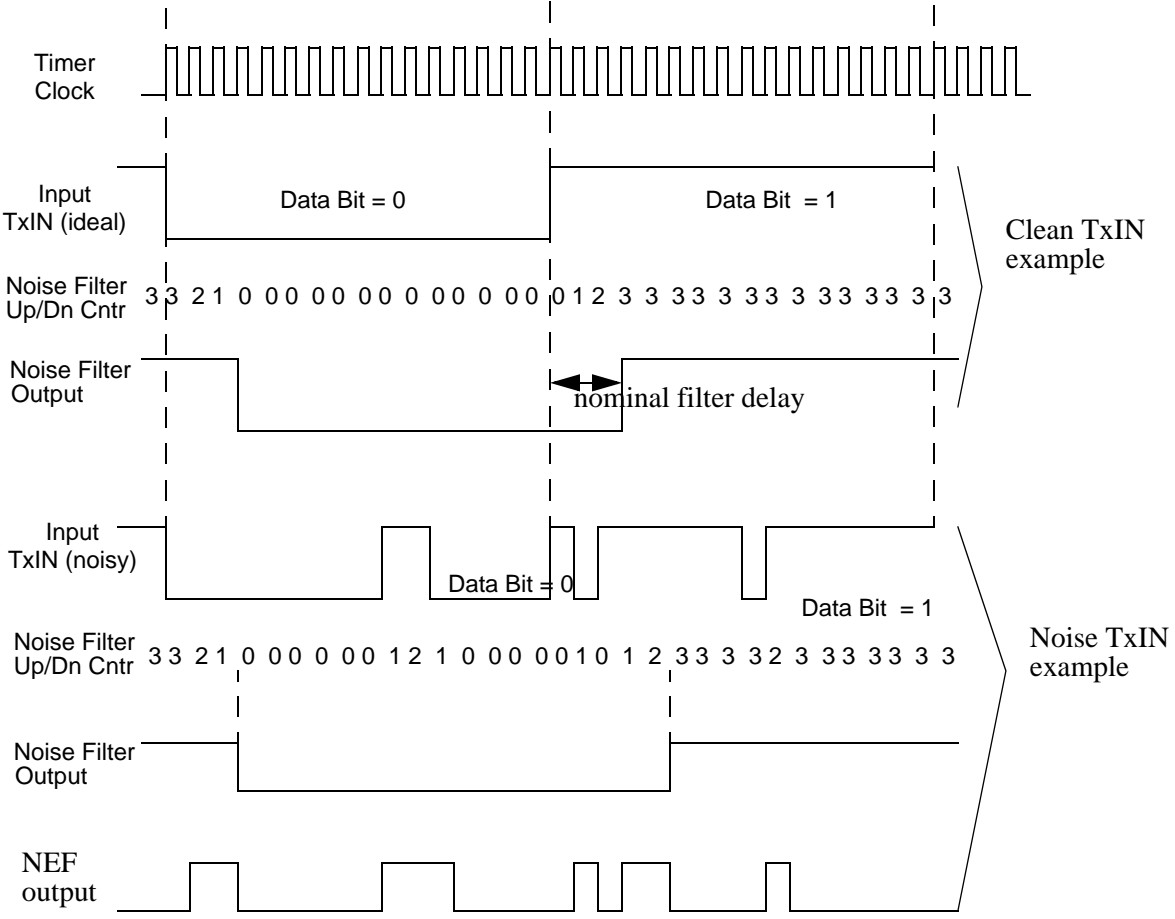 Timer
Clock
Input
TxIN (ideal)
Data Bit = 0
Data Bit = 1
Clean TxIN
example
Noise Filter
Up/Dn Cntr
3 3 2 1 0 0 0 0 0 0 0 0 0 0 0 0 0 0 1 2 3 3 3 3 3 3 3 3 3 3 3 3 3 3
Noise Filter
Output
nominal filter delay
Input
TxIN (noisy)
Data Bit = 0
Data Bit = 1
Noise TxIN
example
Noise Filter
Up/Dn Cntr
3 3 2 1 0 0 0 0 0 0 1 2 1 0 0 0 0 0 1 0 1 2 3 3 3 3 2 3 3 3 3 3 3 3
Noise Filter
Output
NEF
output